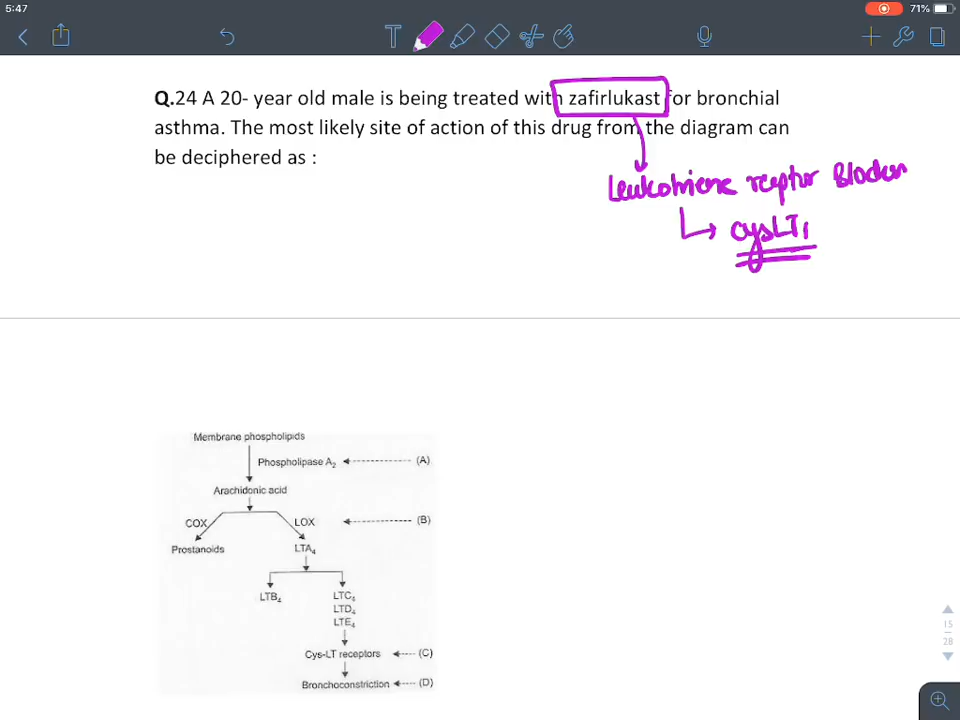 5:47
71%
T
Q.24 A 20- year old male is being treated with zafirlukast for bronchial
asthma. The most likely site of action of this drug from the diagram can
be deciphered as :
Leukotriene receptor Blocker
cysLT1
Membrane phospholipids
Phospholipase A₂ (A)
Arachidonic acid
COX LOX (B)
Prostanoids LTA₄
LTB₄ LTC₄
LTD₄
LTE₄
Cys-LT receptors (C)
Bronchoconstriction (D)
15
28